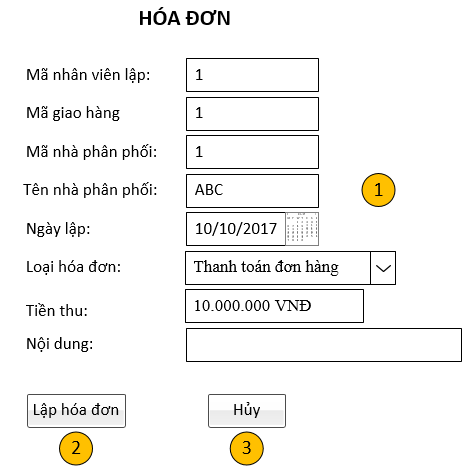 HÓA ĐƠN
Mã nhân viên lập: 1
Mã giao hàng 1
Mã nhà phân phối: 1
Tên nhà phân phối: ABC
1
Ngày lập: 10/10/2017
Loại hóa đơn: Thanh toán đơn hàng
Tiền thu: 10.000.000 VNĐ
Nội dung:
Lập hóa đơn Hủy
2 3